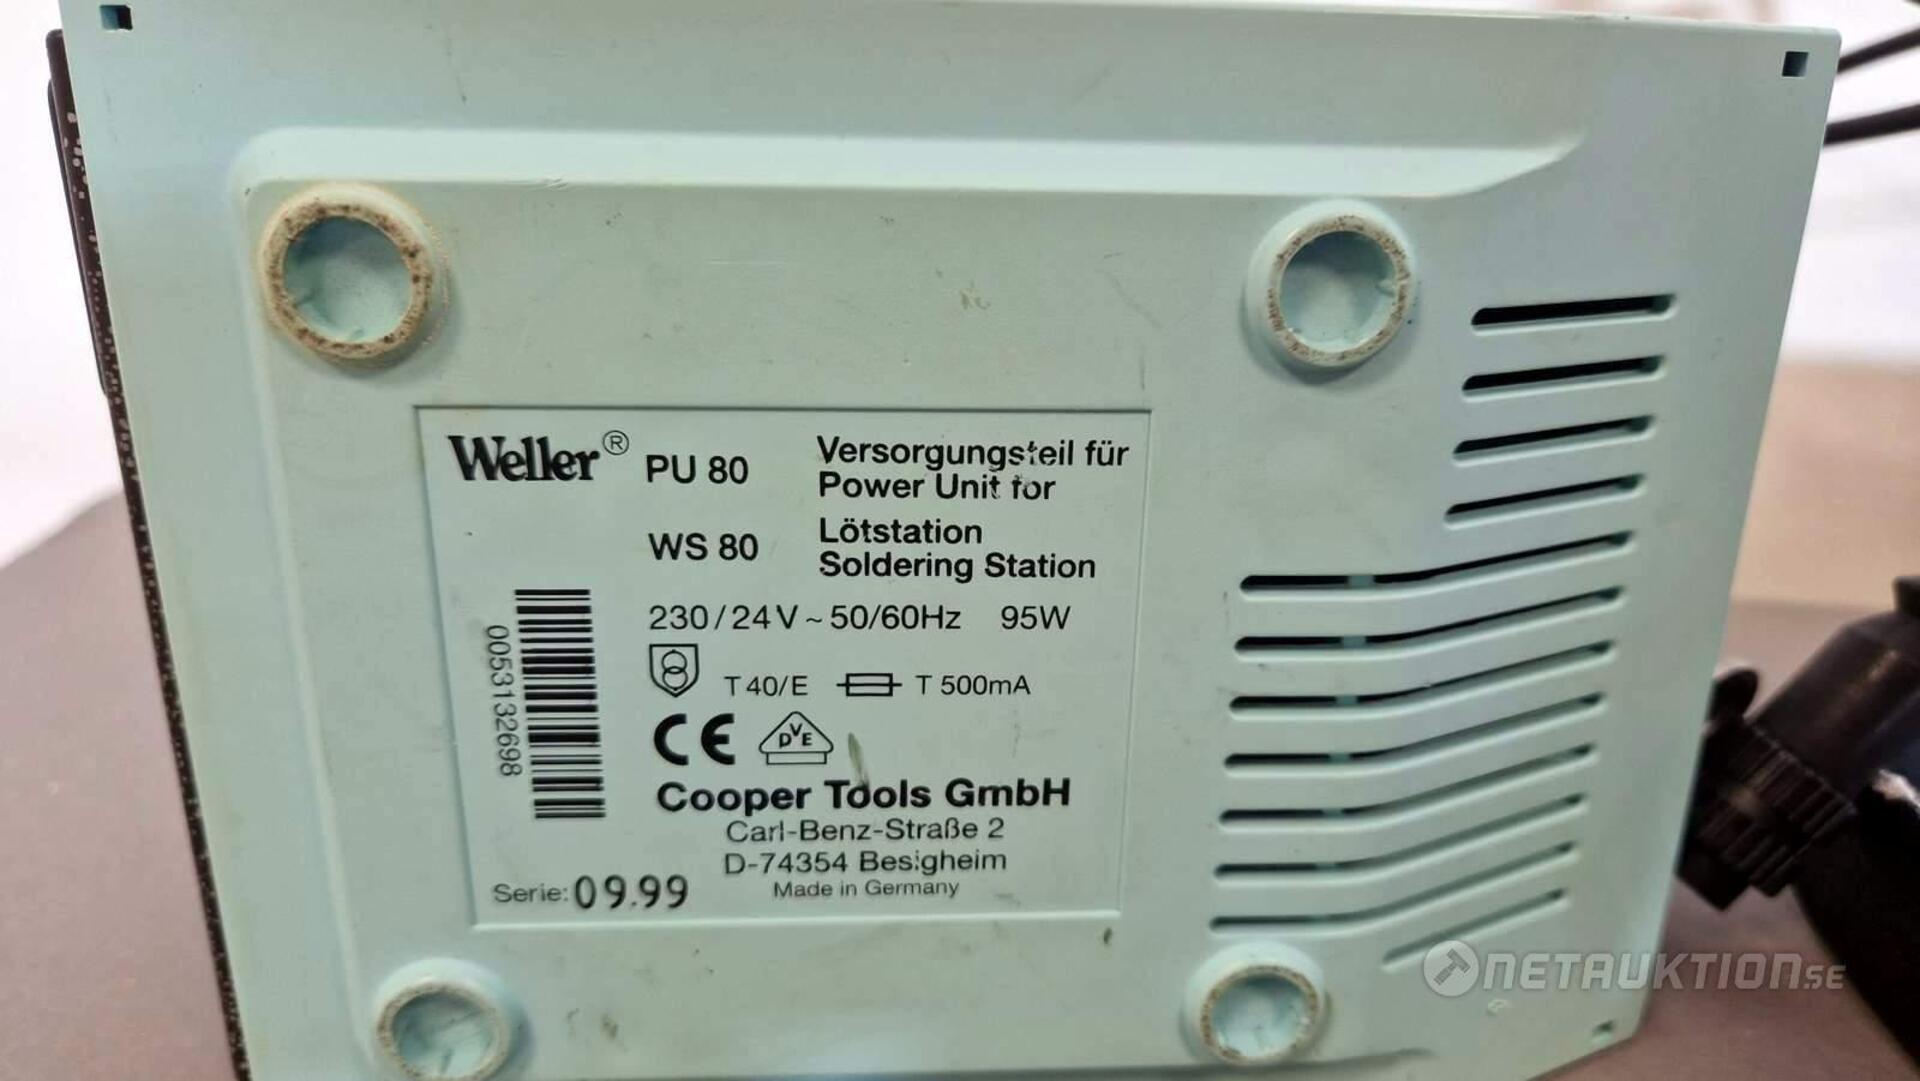 Weller® PU 80 Versorgungsteil für
Power Unit for
WS 80 Lötstation
Soldering Station
230/24V~50/60Hz 95W
T40/E T 500mA
CE DVE
0053132698
Cooper Tools GmbH
Carl-Benz-Straße 2
D-74354 Besigheim
Made in Germany
Serie: 09.99
NETAUKTION.SE